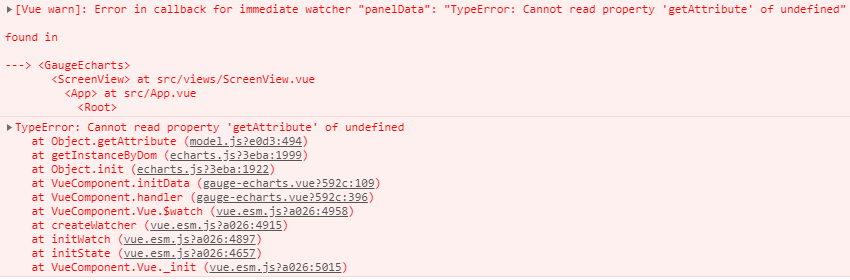 [Vue warn]: Error in callback for immediate watcher "panelData": "TypeError: Cannot read property 'getAttribute' of undefined"
found in
---> <GaugeEcharts>
<ScreenView> at src/views/ScreenView.vue
<App> at src/App.vue
<Root>
TypeError: Cannot read property 'getAttribute' of undefined
at Object.getAttribute (model.js?e0d3:494)
at getInstanceByDom (echarts.js?3eba:1999)
at Object.init (echarts.js?3eba:1922)
at VueComponent.initData (gauge-echarts.vue?592c:109)
at VueComponent.handler (gauge-echarts.vue?592c:396)
at VueComponent.Vue.$watch (vue.esm.js?a026:4958)
at createWatcher (vue.esm.js?a026:4915)
at initWatch (vue.esm.js?a026:4897)
at initState (vue.esm.js?a026:4657)
at VueComponent.Vue._init (vue.esm.js?a026:5015)